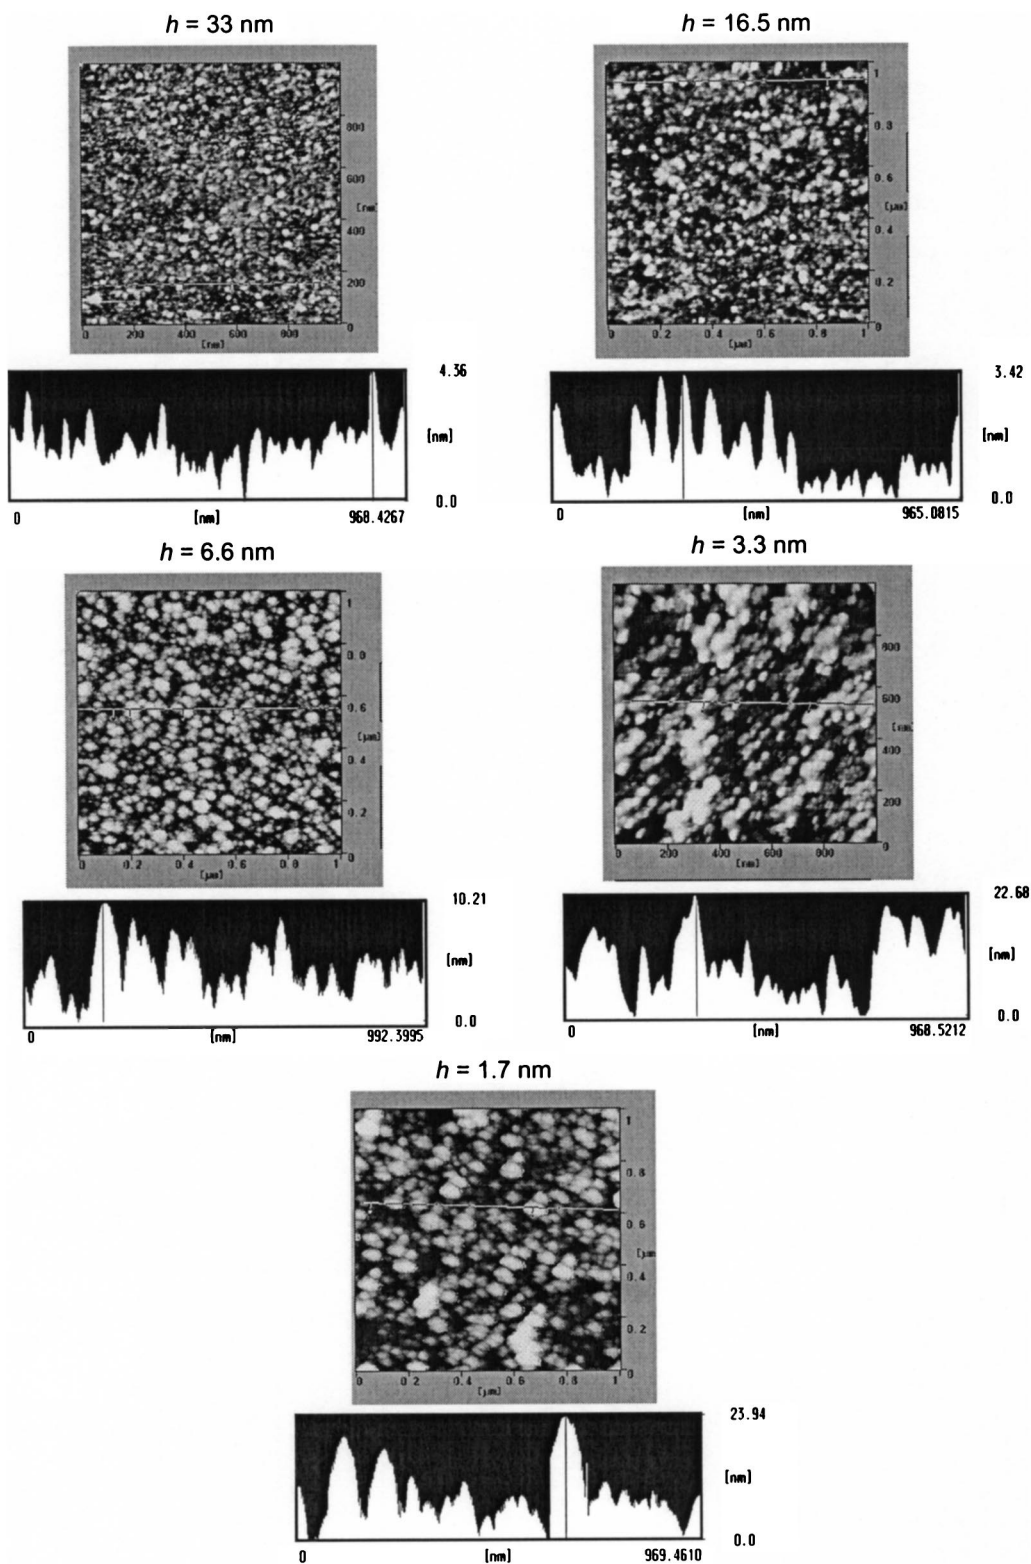 h = 33 nm
h = 16.5 nm
800
600
[nm]
400
200
0
0 200 400 600 800
[nm]
1
0.8
0.6
[μm]
0.4
0.2
0
0 0.2 0.4 0.6 0.8 1
[μm]
4.36
[nm]
0.0
0 [nm] 968.4267
3.42
[nm]
0.0
0 [nm] 965.0815
h = 6.6 nm
h = 3.3 nm
1
0.8
0.6
[μm]
0.4
0.2
0
0 0.2 0.4 0.6 0.8 1
[μm]
800
600
[nm]
400
200
0
0 200 400 600 800
[nm]
10.21
[nm]
0.0
0 [nm] 992.3995
22.68
[nm]
0.0
0 [nm] 968.5212
h = 1.7 nm
1
0.8
0.6
[μm]
0.4
0.2
0
0 0.2 0.4 0.6 0.8 1
[μm]
23.94
[nm]
0.0
0 [nm] 969.4610